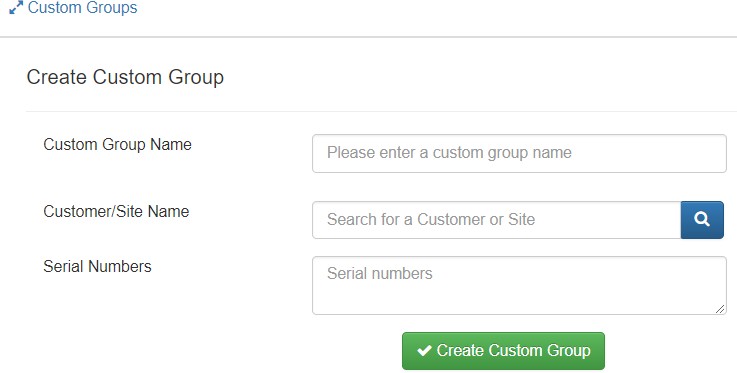 Custom Groups
Create Custom Group
Custom Group Name
Please enter a custom group name
Customer/Site Name
Search for a Customer or Site
Serial Numbers
Serial numbers
Create Custom Group